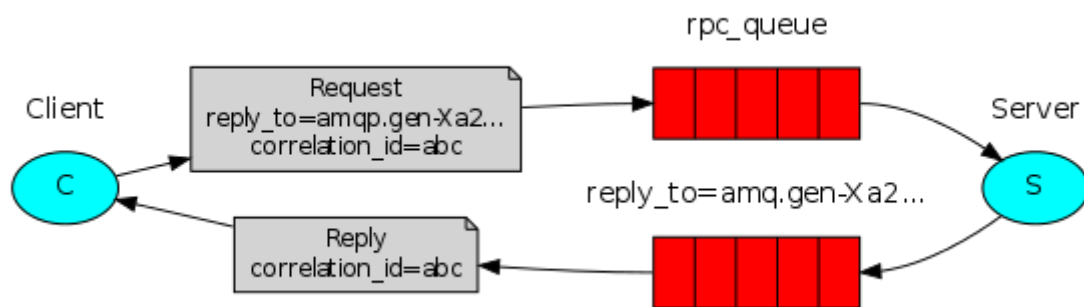 rpc_queue
Client
Request
reply_to=amqp.gen-Xa2...
correlation_id=abc
Server
C
S
reply_to=amq.gen-Xa2...
Reply
correlation_id=abc